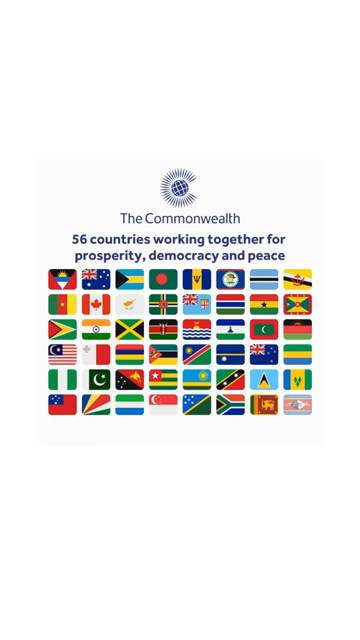 The Commonwealth
56 countries working together for
prosperity, democracy and peace